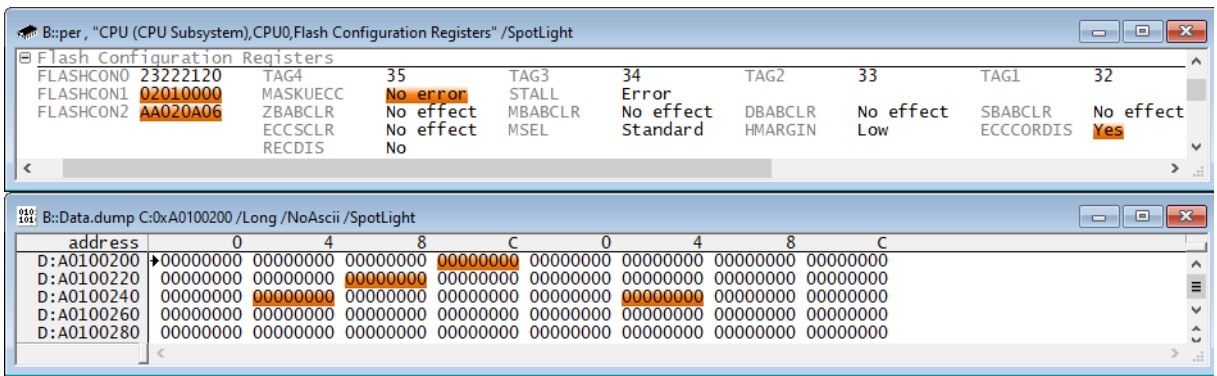 B::per , "CPU (CPU Subsystem),CPU0,Flash Configuration Registers" /SpotLight
Flash Configuration Registers
FLASHCON0 23222120 TAG4 35 TAG3 34 TAG2 33 TAG1 32
FLASHCON1 02010000 MASKUECC No error STALL Error
FLASHCON2 AA020A06 ZBABCLR No effect MBABCLR No effect DBABCLR No effect SBABCLR No effect
ECCSCLR No effect MSEL Standard HMARGIN Low ECCCORDIS Yes
RECDIS No
B::Data.dump C:0xA0100200 /Long /NoAscii /SpotLight
address 0 4 8 C 0 4 8 C
D:A0100200 00000000 00000000 00000000 00000000 00000000 00000000 00000000 00000000
D:A0100220 00000000 00000000 00000000 00000000 00000000 00000000 00000000 00000000
D:A0100240 00000000 00000000 00000000 00000000 00000000 00000000 00000000 00000000
D:A0100260 00000000 00000000 00000000 00000000 00000000 00000000 00000000 00000000
D:A0100280 00000000 00000000 00000000 00000000 00000000 00000000 00000000 00000000